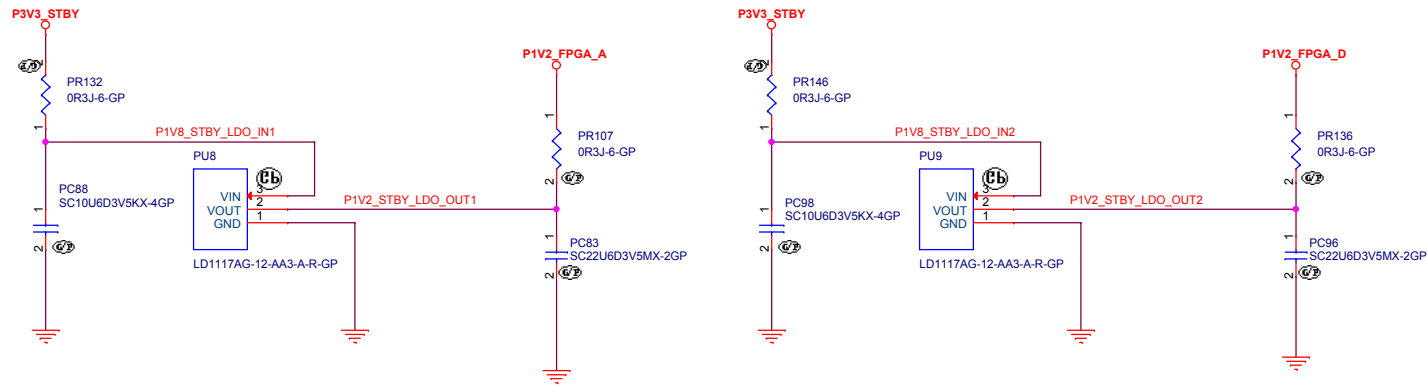 P3V3_STBY
2
PR132
0R3J-6-GP
1
P1V8_STBY_LDO_IN1
PU8
VIN
VOUT
GND
3
2
1
LD1117AG-12-AA3-A-R-GP
PC88
SC10U6D3V5KX-4GP
1
2
G/P
P1V2_STBY_LDO_OUT1
P1V2_FPGA_A
1
PR107
0R3J-6-GP
2
G/P
1
PC83
SC22U6D3V5MX-2GP
2
G/P
P3V3_STBY
2
PR146
0R3J-6-GP
1
P1V8_STBY_LDO_IN2
PU9
VIN
VOUT
GND
3
2
1
LD1117AG-12-AA3-A-R-GP
PC98
SC10U6D3V5KX-4GP
1
2
G/P
P1V2_STBY_LDO_OUT2
P1V2_FPGA_D
1
PR136
0R3J-6-GP
2
G/P
1
PC96
SC22U6D3V5MX-2GP
2
G/P